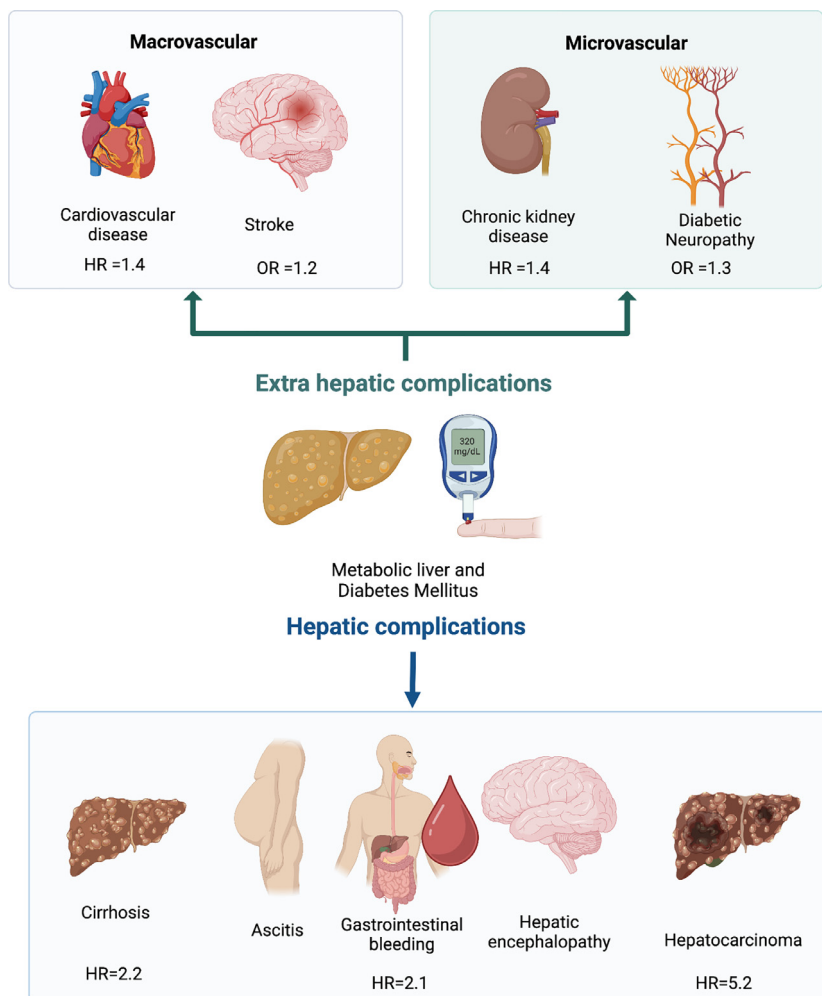 Macrovascular
Microvascular
Cardiovascular
disease
Stroke
Chronic kidney
disease
Diabetic
Neuropathy
HR =1.4
OR =1.2
HR =1.4
OR =1.3
Extra hepatic complications
320
mg/dL
Metabolic liver and
Diabetes Mellitus
Hepatic complications
Cirrhosis
Ascitis
Gastrointestinal
bleeding
Hepatic
encephalopathy
Hepatocarcinoma
HR=2.2
HR=2.1
HR=5.2